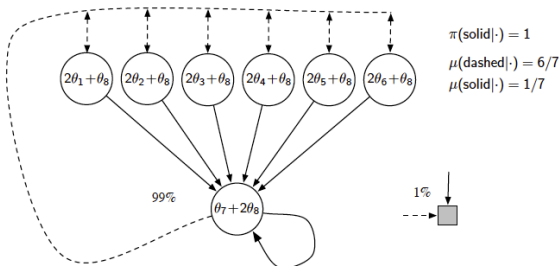 π(solid|·) = 1
μ(dashed|·) = 6/7
μ(solid|·) = 1/7
2θ₁+θ₈ 2θ₂+θ₈ 2θ₃+θ₈ 2θ₄+θ₈ 2θ₅+θ₈ 2θ₆+θ₈
99%
1%
θ₇+2θ₈